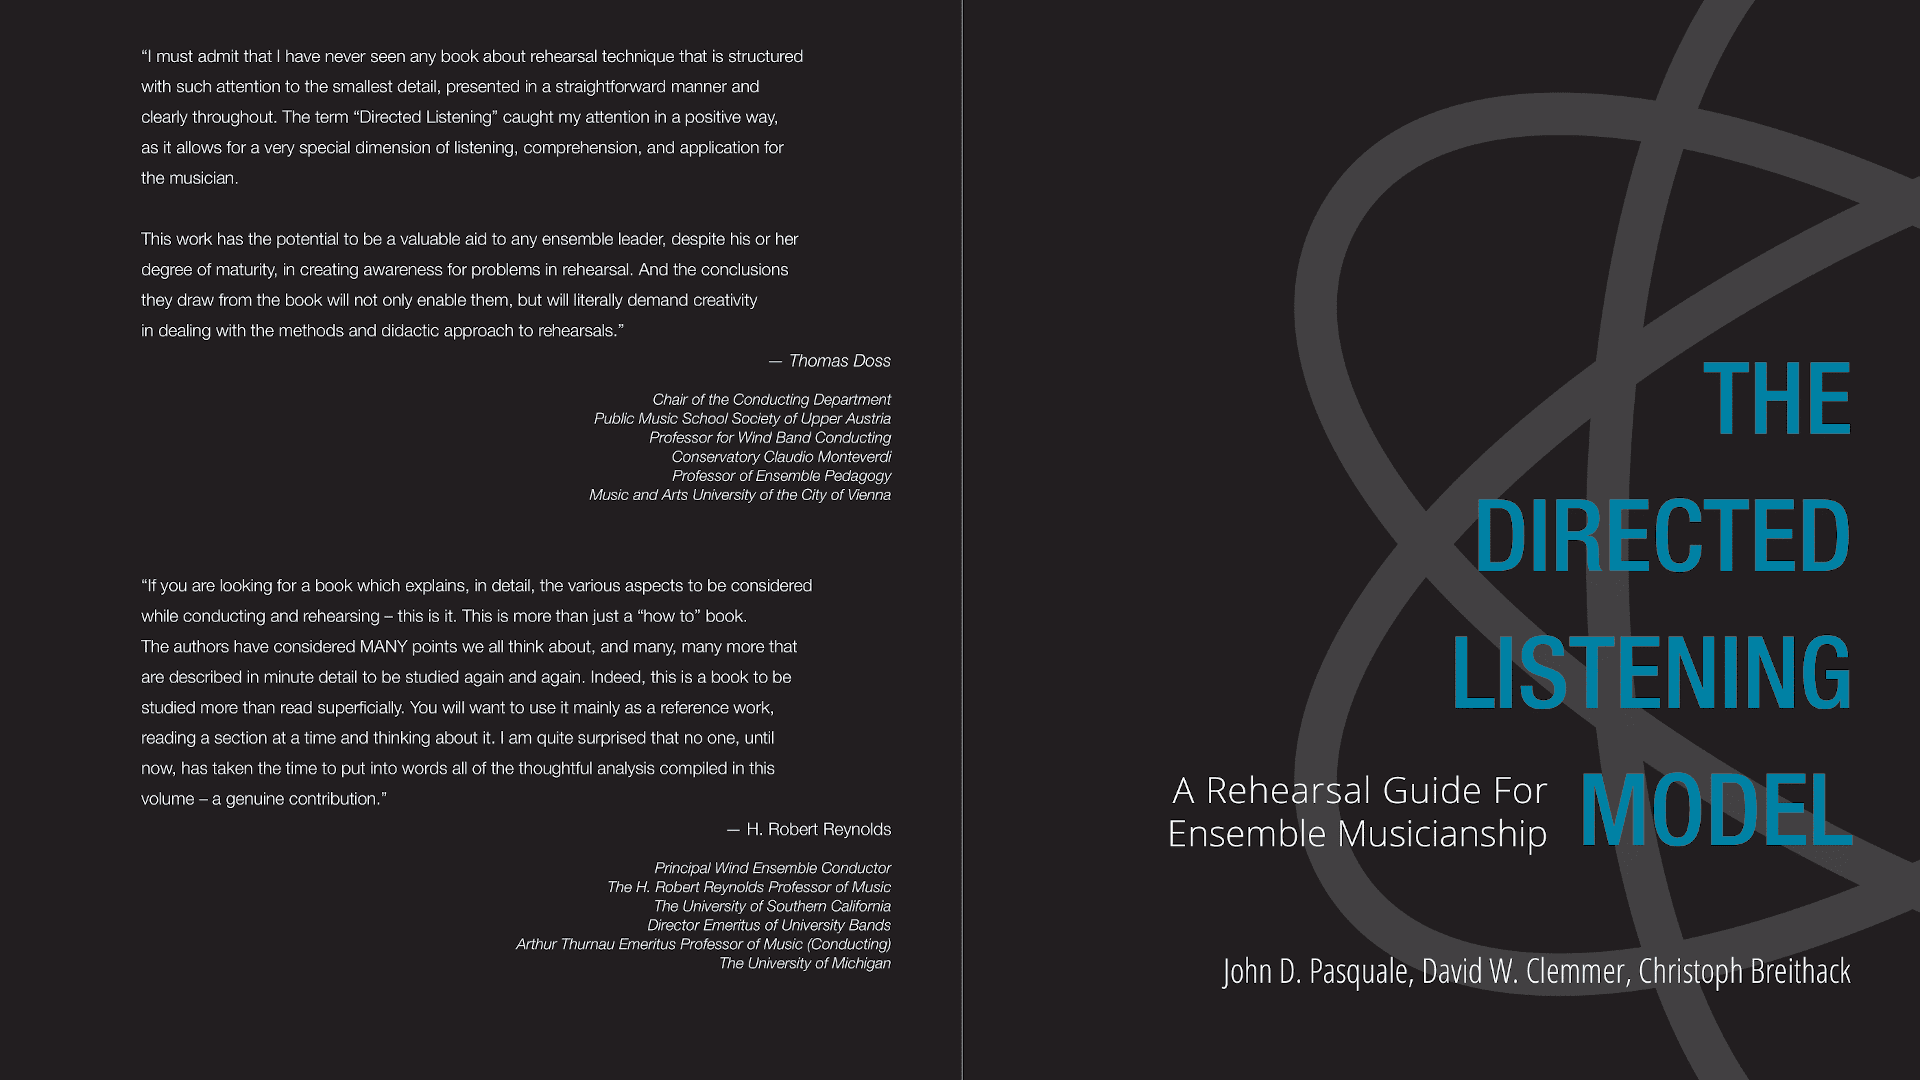 “I must admit that I have never seen any book about rehearsal technique that is structured
with such attention to the smallest detail, presented in a straightforward manner and
clearly throughout. The term “Directed Listening” caught my attention in a positive way,
as it allows for a very special dimension of listening, comprehension, and application for
the musician.
This work has the potential to be a valuable aid to any ensemble leader, despite his or her
degree of maturity, in creating awareness for problems in rehearsal. And the conclusions
they draw from the book will not only enable them, but will literally demand creativity
in dealing with the methods and didactic approach to rehearsals.”
— Thomas Doss
Chair of the Conducting Department
Public Music School Society of Upper Austria
Professor for Wind Band Conducting
Conservatory Claudio Monteverdi
Professor of Ensemble Pedagogy
Music and Arts University of the City of Vienna
“If you are looking for a book which explains, in detail, the various aspects to be considered
while conducting and rehearsing – this is it. This is more than just a “how to” book.
The authors have considered MANY points we all think about, and many, many more that
are described in minute detail to be studied again and again. Indeed, this is a book to be
studied more than read superficially. You will want to use it mainly as a reference work,
reading a section at a time and thinking about it. I am quite surprised that no one, until
now, has taken the time to put into words all of the thoughtful analysis compiled in this
volume – a genuine contribution.”
— H. Robert Reynolds
Principal Wind Ensemble Conductor
The H. Robert Reynolds Professor of Music
The University of Southern California
Director Emeritus of University Bands
Arthur Thurnau Emeritus Professor of Music (Conducting)
The University of Michigan
THE
DIRECTED
LISTENING
MODEL
A Rehearsal Guide For
Ensemble Musicianship
John D. Pasquale, David W. Clemmer, Christoph Breithack